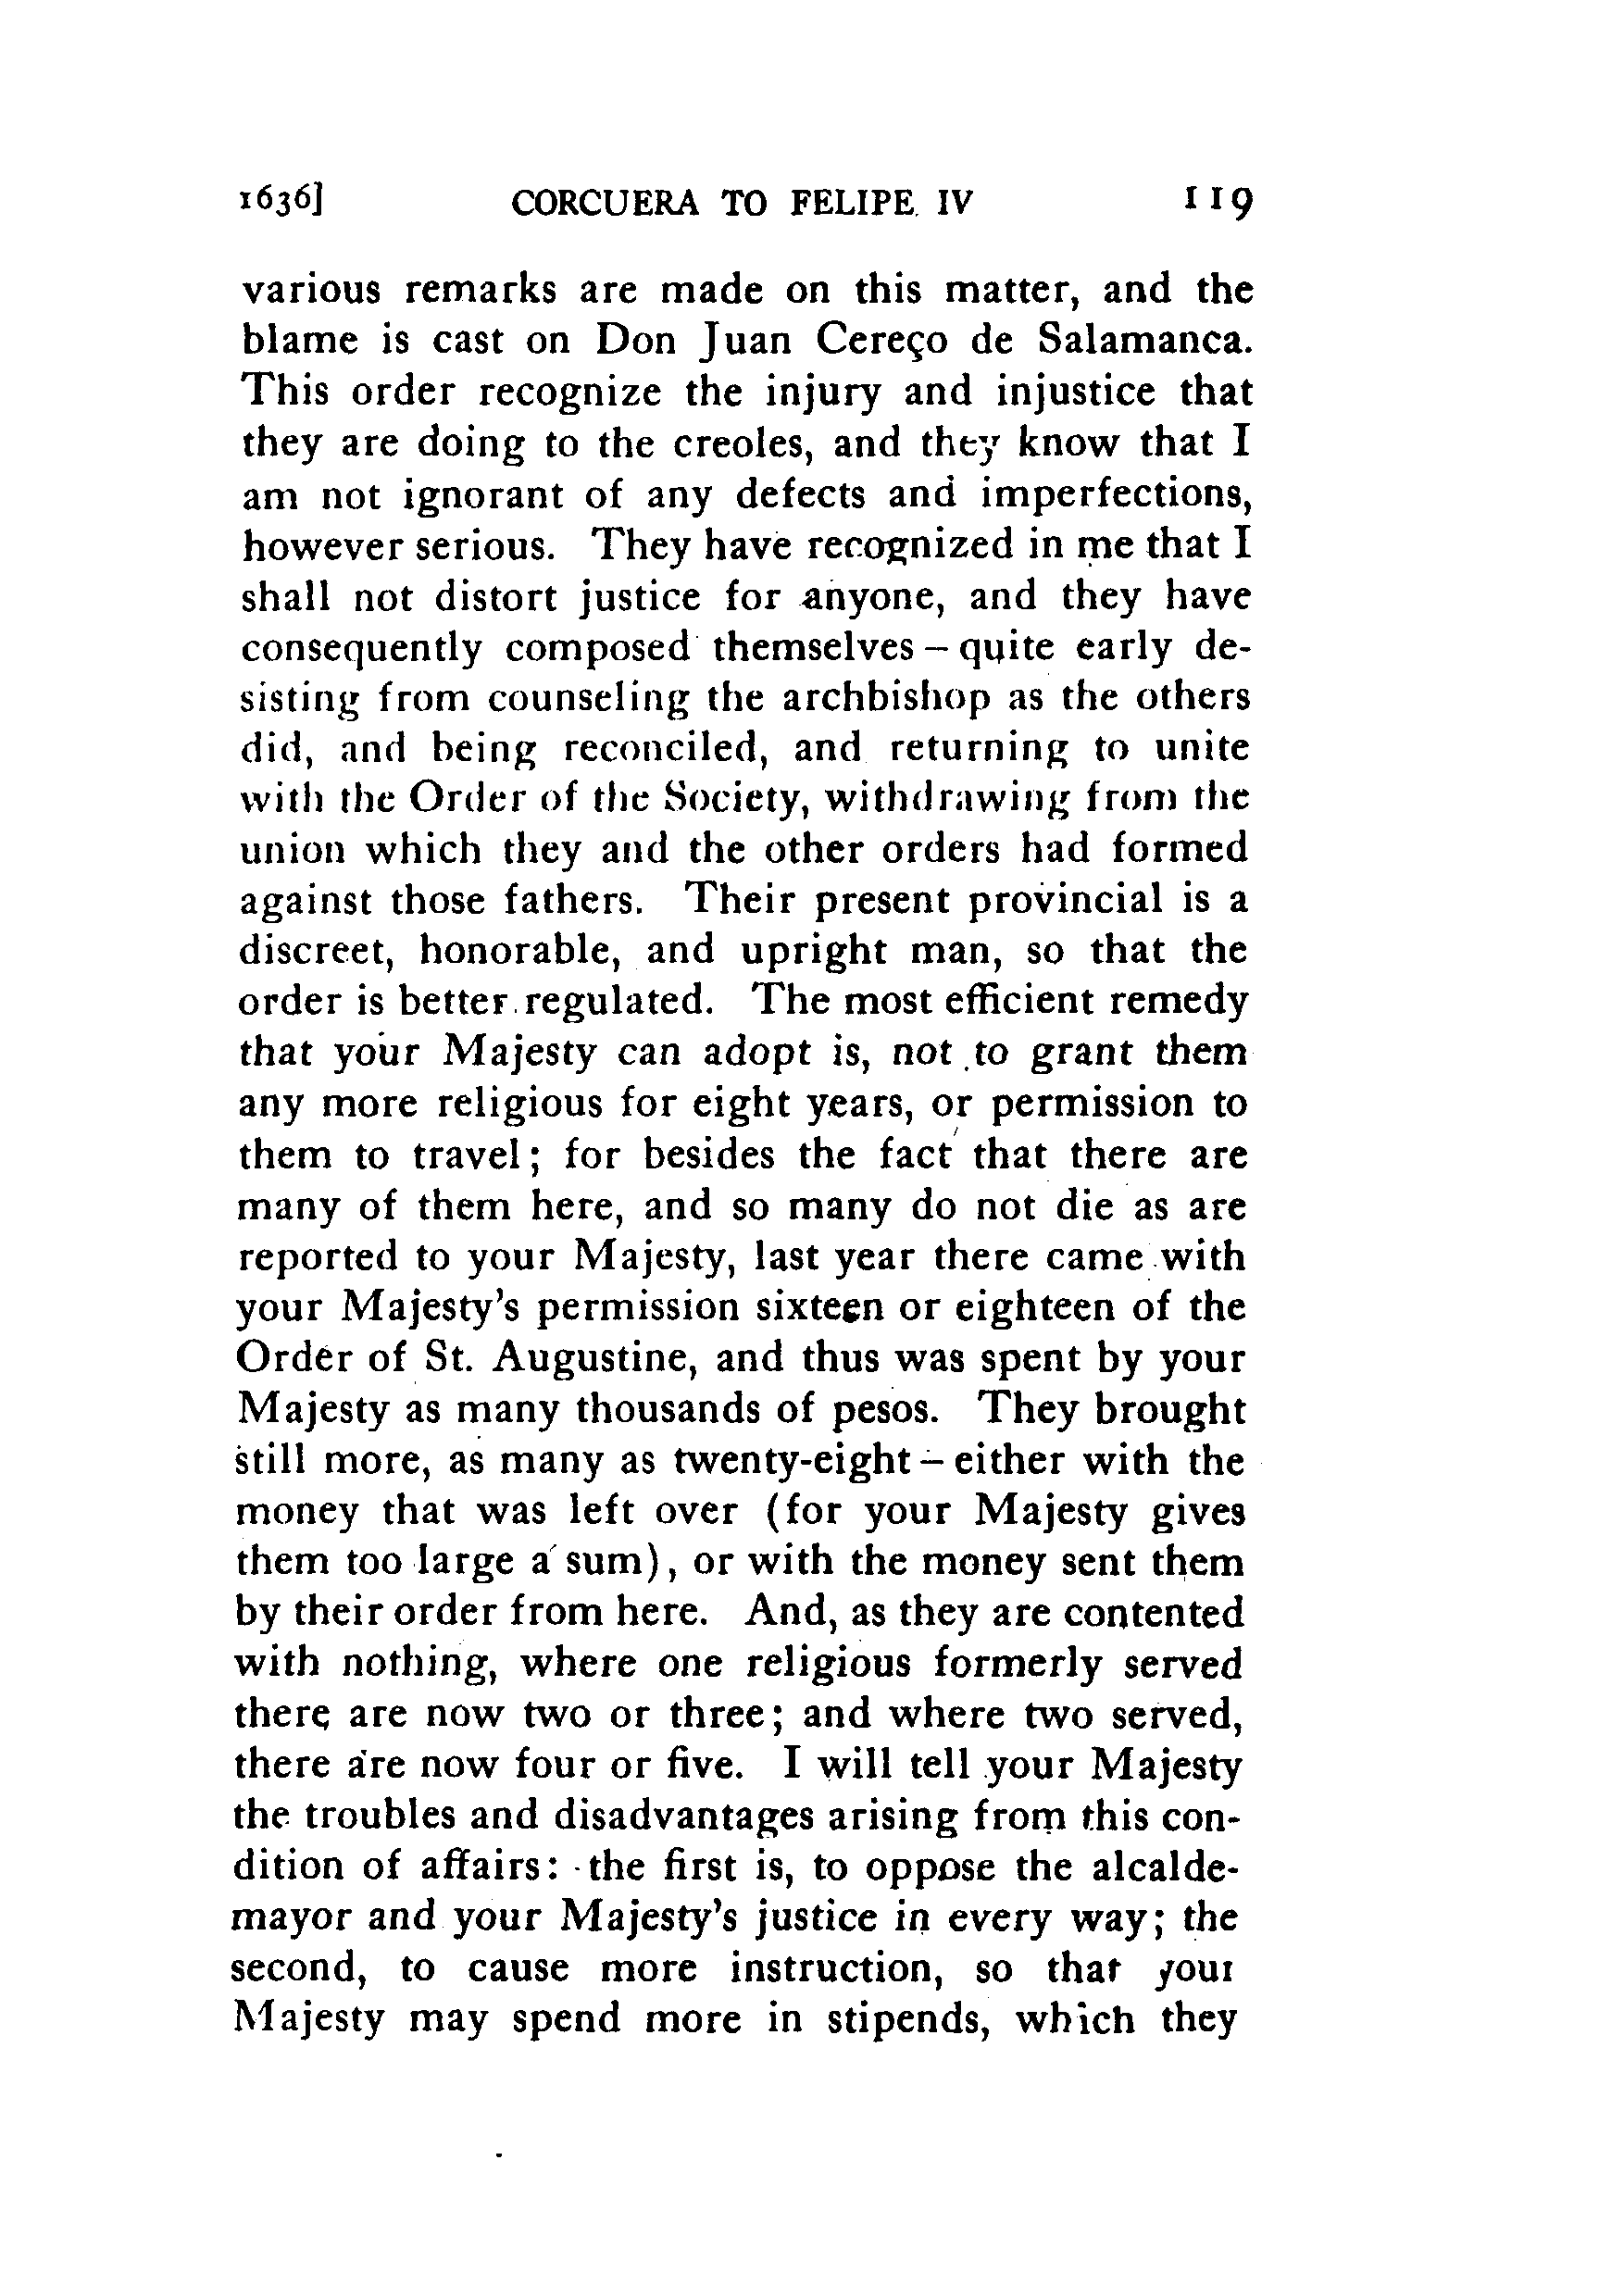 1636] CORCUERA TO FELIPE IV 119
various remarks are made on this matter, and the
blame is cast on Don Juan Cereço de Salamanca.
This order recognize the injury and injustice that
they are doing to the creoles, and they know that I
am not ignorant of any defects and imperfections,
however serious. They have recognized in me that I
shall not distort justice for anyone, and they have
consequently composed themselves – quite early de-
sisting from counseling the archbishop as the others
did, and being reconciled, and returning to unite
with the Order of the Society, withdrawing from the
union which they and the other orders had formed
against those fathers. Their present provincial is a
discreet, honorable, and upright man, so that the
order is better regulated. The most efficient remedy
that your Majesty can adopt is, not to grant them
any more religious for eight years, or permission to
them to travel; for besides the fact that there are
many of them here, and so many do not die as are
reported to your Majesty, last year there came with
your Majesty's permission sixteen or eighteen of the
Order of St. Augustine, and thus was spent by your
Majesty as many thousands of pesos. They brought
still more, as many as twenty-eight – either with the
money that was left over (for your Majesty gives
them too large a sum), or with the money sent them
by their order from here. And, as they are contented
with nothing, where one religious formerly served
there are now two or three; and where two served,
there are now four or five. I will tell your Majesty
the troubles and disadvantages arising from this con-
dition of affairs: the first is, to oppose the alcalde-
mayor and your Majesty's justice in every way; the
second, to cause more instruction, so that your
Majesty may spend more in stipends, which they